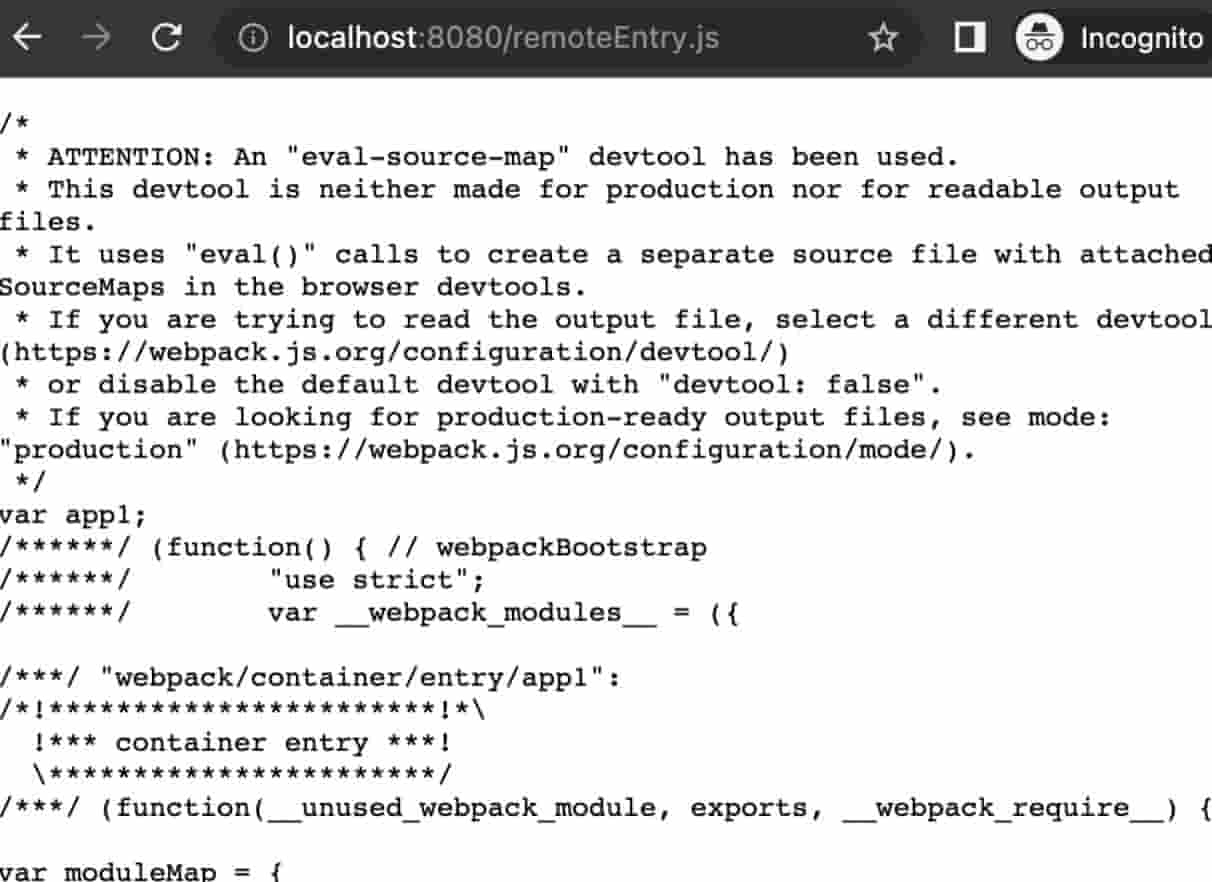 localhost:8080/remoteEntry.js Incognito
/*
 * ATTENTION: An "eval-source-map" devtool has been used.
 * This devtool is neither made for production nor for readable output
files.
 * It uses "eval()" calls to create a separate source file with attached
SourceMaps in the browser devtools.
 * If you are trying to read the output file, select a different devtool
(https://webpack.js.org/configuration/devtool/)
 * or disable the default devtool with "devtool: false".
 * If you are looking for production-ready output files, see mode:
"production" (https://webpack.js.org/configuration/mode/).
 */
var app1;
/******/ (function() { // webpackBootstrap
/******/ 	"use strict";
/******/ 	var __webpack_modules__ = ({

/***/ "webpack/container/entry/app1":
/*!***********************!*\
  !*** container entry ***!
  \***********************/
/***/ (function(__unused_webpack_module, exports, __webpack_require__) {

var moduleMap = {